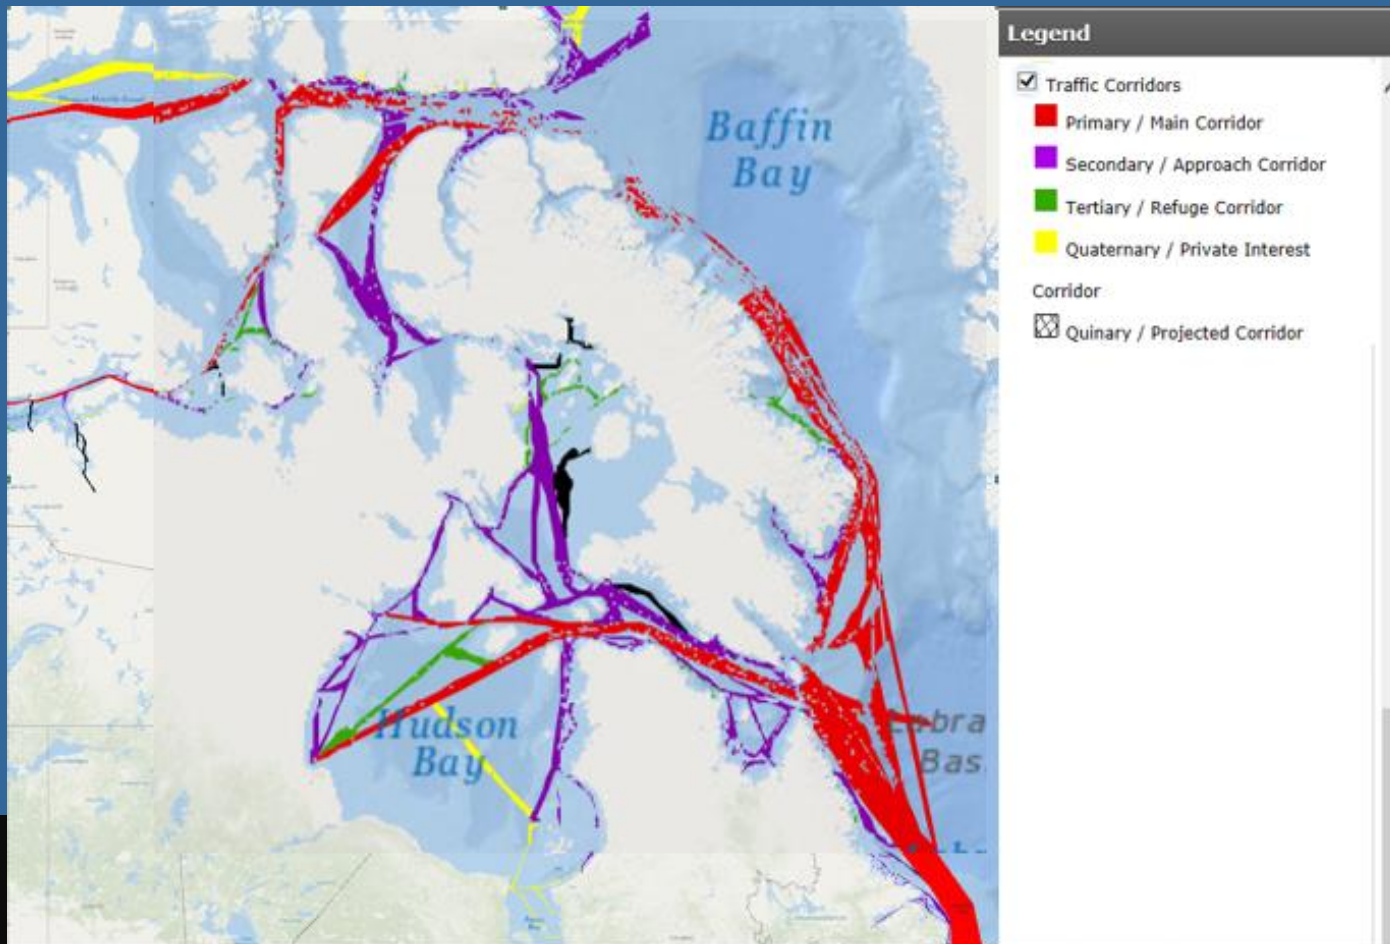 Legend
Traffic Corridors
Primary / Main Corridor
Secondary / Approach Corridor
Tertiary / Refuge Corridor
Quaternary / Private Interest
Corridor
Quinary / Projected Corridor
Baffin
Bay
Hudson
Bay
Labra
Bas